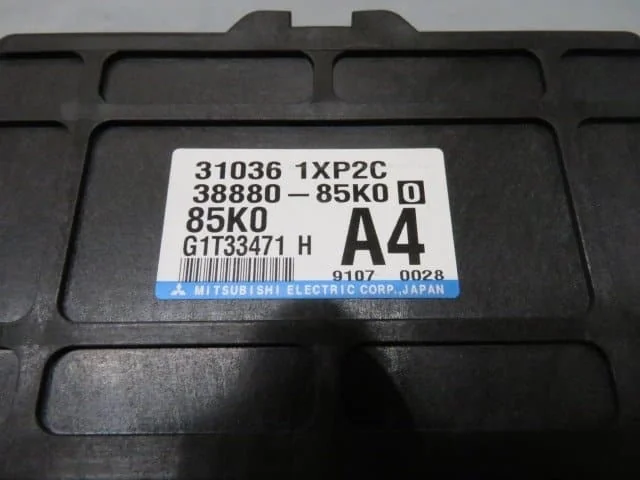 31036 1XP2C
38880-85K0 0
85K0
G1T33471 H
A4
9107 0028
MITSUBISHI ELECTRIC CORP., JAPAN